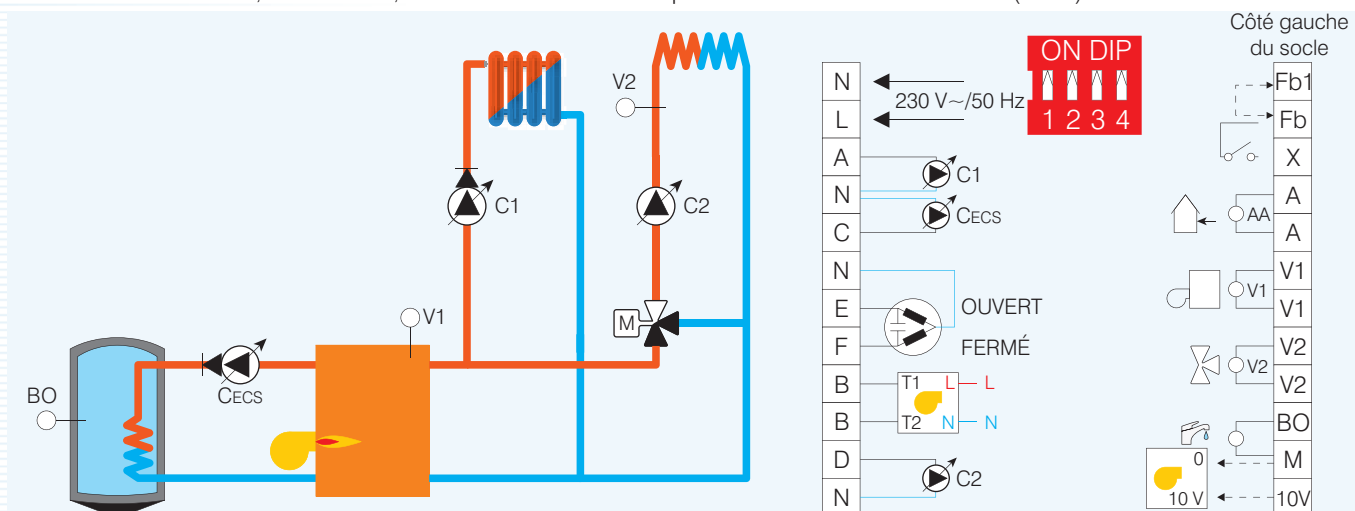 Côté gauche
du socle
ON DIP
1 2 3 4
230 V~/50 Hz
V2
C1
C2
V1
M
BO
CECS
N
L
A
N
C
N
E
F
B
B
D
N
C1
CECS
OUVERT
FERMÉ
T1 L L
T2 N N
C2
Fb1
Fb
X
A
AA
A
V1
V1
V1
V2
V2
V2
BO
M
10V
0
10 V